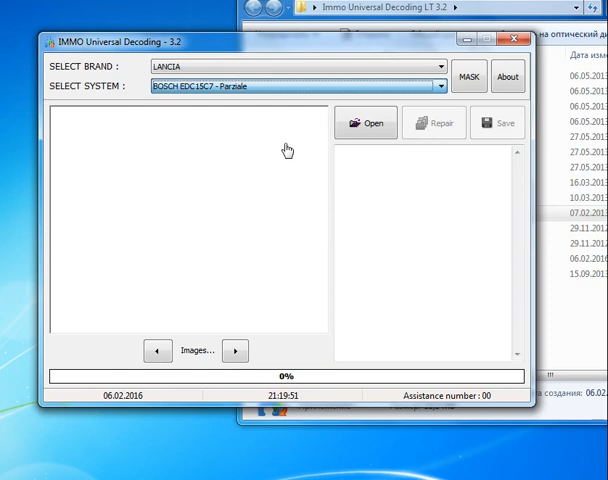 Immo Universal Decoding LT 3.2
IMMO Universal Decoding - 3.2
на оптический ди
SELECT BRAND :
LANCIA
MASK
About
SELECT SYSTEM :
BOSCH EDC15C7 - Parziale
Дата изме
06.05.2013
06.05.2013
06.05.2013
06.05.2013
27.05.2013
27.05.2013
27.05.2013
16.03.2013
10.03.2013
07.02.2013
29.11.2012
29.11.2012
06.02.2016
15.09.2013
Open
Repair
Save
Images...
0%
06.02.2016
21:19:51
Assistance number : 00
та создания: 06.02